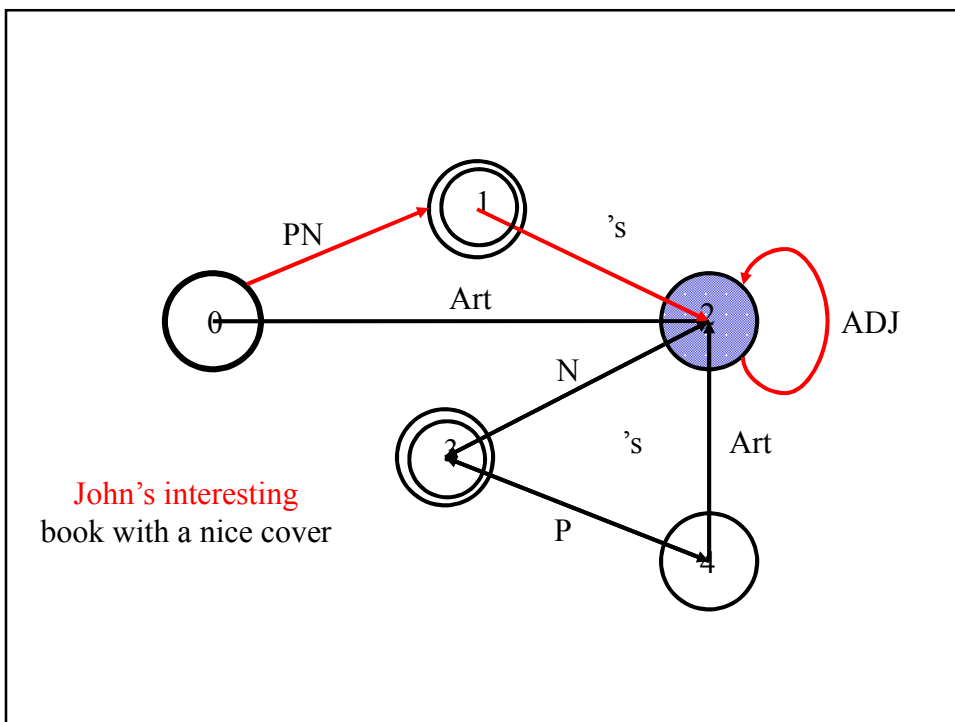 1
PN
’s
0
Art
2
ADJ
N
3
’s
Art
John’s interesting
book with a nice cover
P
4